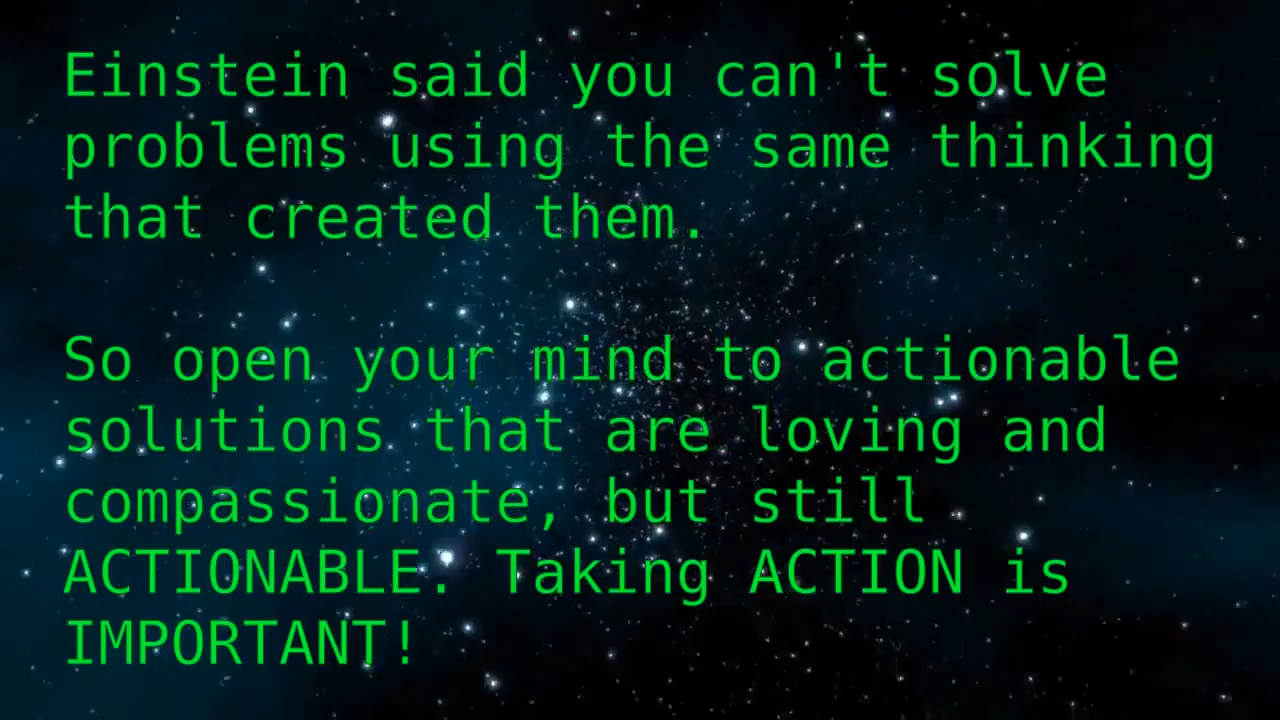 Einstein said you can't solve
problems using the same thinking
that created them.
So open your mind to actionable
solutions that are loving and
compassionate, but still
ACTIONABLE. Taking ACTION is
IMPORTANT!